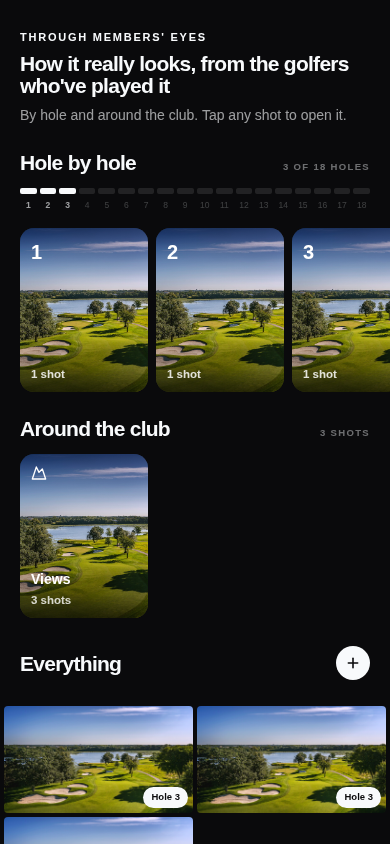 THROUGH MEMBERS' EYES
How it really looks, from the golfers
who've played it
By hole and around the club. Tap any shot to open it.
Hole by hole
3 OF 18 HOLES
1 2 3 4 5 6 7 8 9 10 11 12 13 14 15 16 17 18
1 2 3
1 shot 1 shot 1 shot
Around the club
3 SHOTS
Views
3 shots
Everything
+
Hole 3 Hole 3